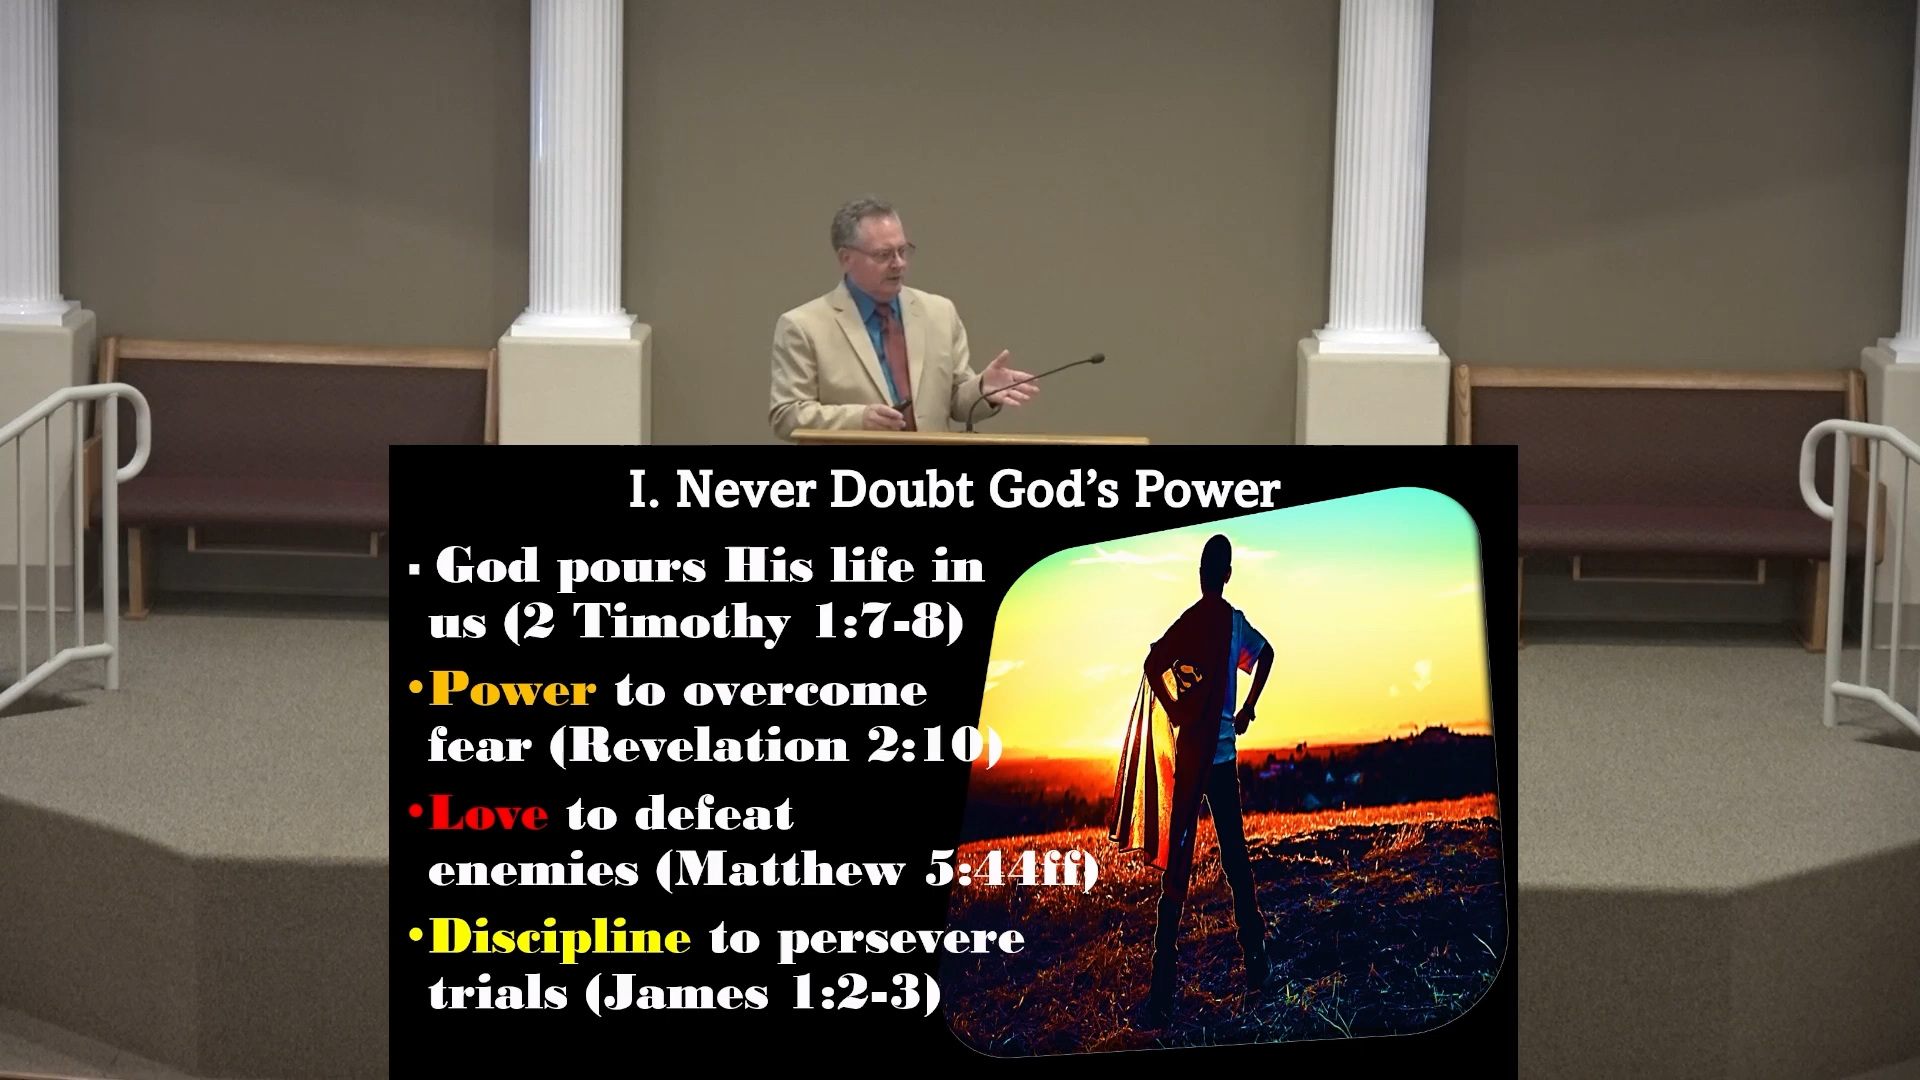 I. Never Doubt God's Power
▪ God pours His life in
us (2 Timothy 1:7-8)
•Power to overcome
fear (Revelation 2:10)
•Love to defeat
enemies (Matthew 5:44ff)
•Discipline to persevere
trials (James 1:2-3)